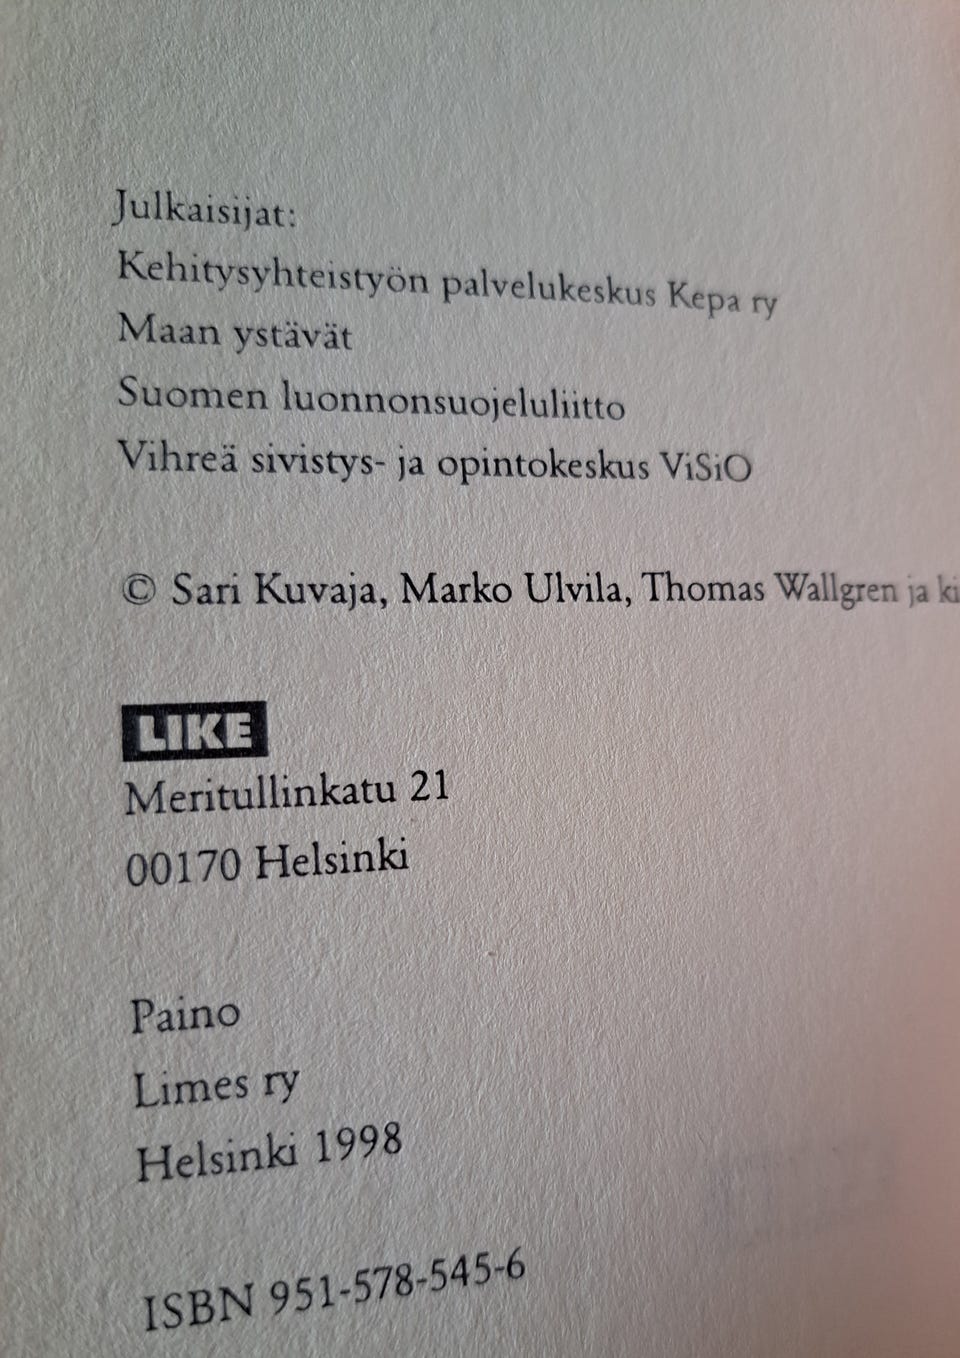 Julkaisijat:
Kehitysyhteistyön palvelukeskus Kepa ry
Maan ystävät
Suomen luonnonsuojeluliitto
Vihreä sivistys- ja opintokeskus ViSiO
© Sari Kuvaja, Marko Ulvila, Thomas Wallgren ja
LIKE
Meritullinkatu 21
00170 Helsinki
Paino
Limes ry
Helsinki 1998
ISBN 951-578-545-6